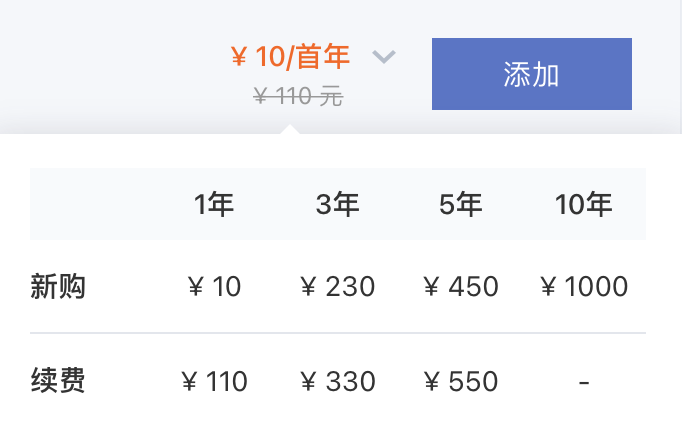 ¥ 10/首年
添加
¥ 110 元
1年 3年 5年 10年
新购 ¥ 10 ¥ 230 ¥ 450 ¥ 1000
续费 ¥ 110 ¥ 330 ¥ 550 -